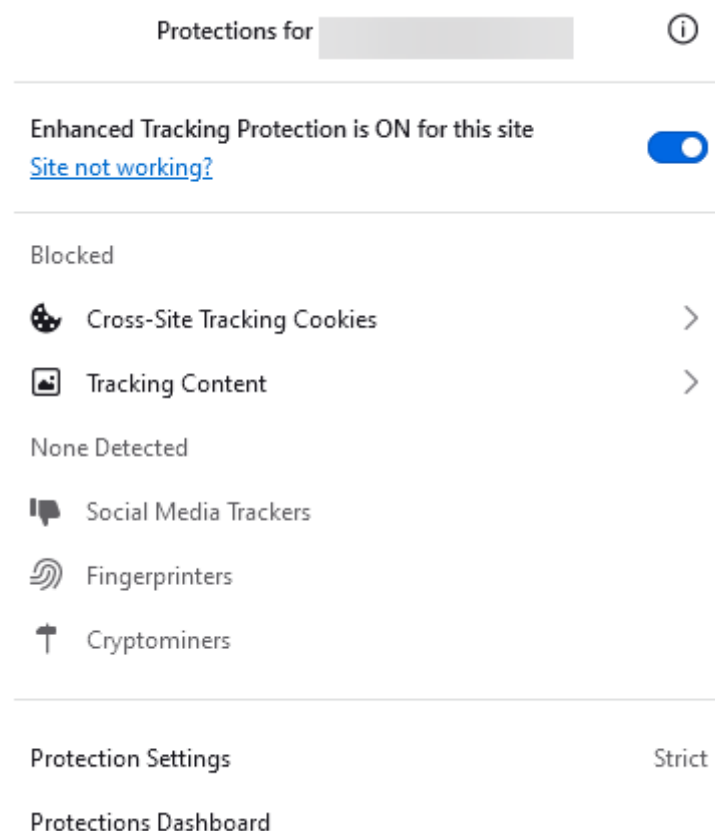 Protections for
Enhanced Tracking Protection is ON for this site
Site not working?
Blocked
Cross-Site Tracking Cookies
Tracking Content
None Detected
Social Media Trackers
Fingerprinters
Cryptominers
Protection Settings Strict
Protections Dashboard